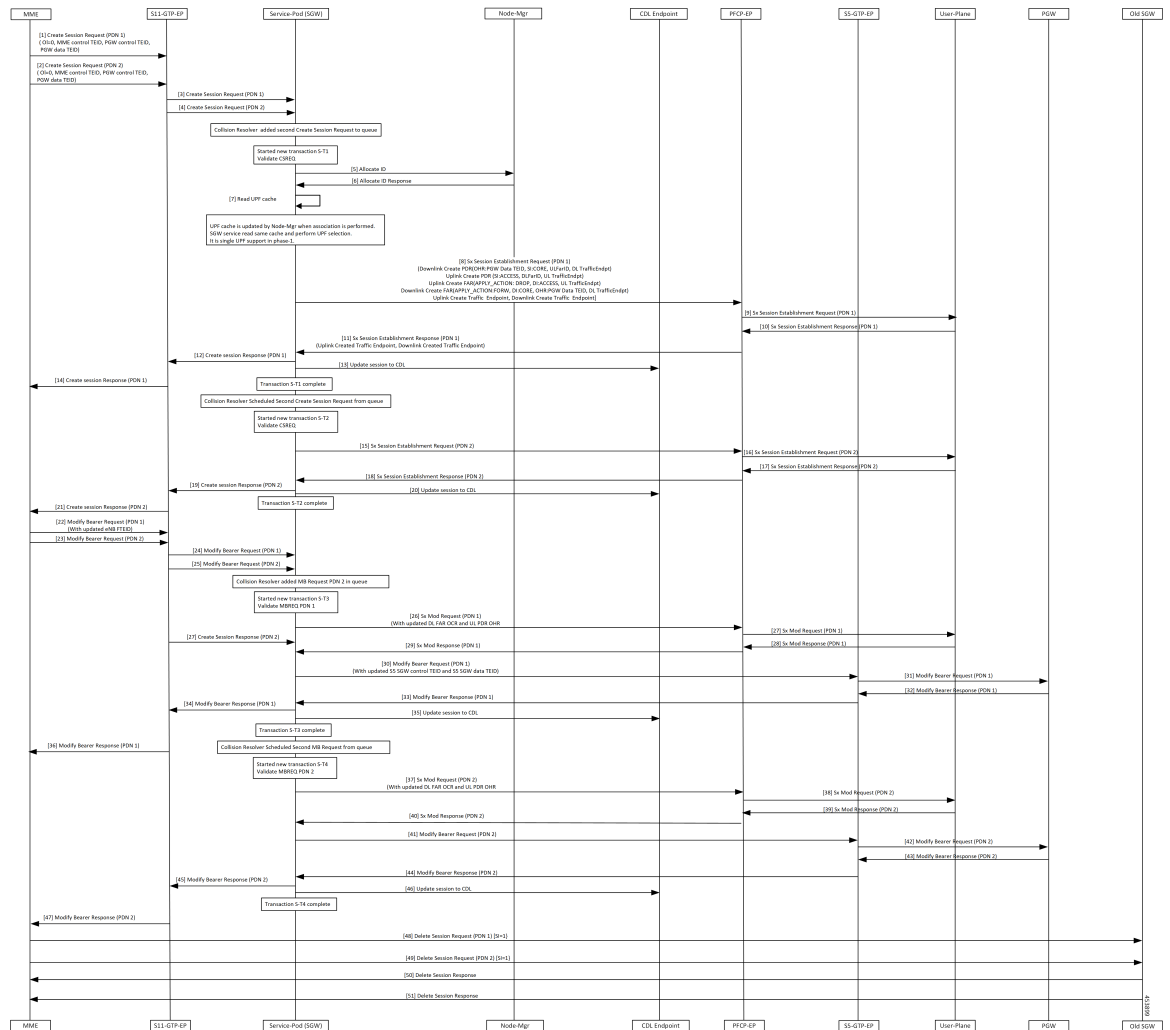 MME
S11-GTP-EP
Service-Pod (SGW)
Node-Mgr
CDL Endpoint
PFCP-EP
S5-GTP-EP
User-Plane
PGW
Old SGW
[1] Create Session Request (PDN 1)
( OI=0, MME control TEID, PGW control TEID,
PGW data TEID)
[2] Create Session Request (PDN 2)
( OI=0, MME control TEID, PGW control TEID,
PGW data TEID)
[3] Create Session Request (PDN 1)
[4] Create Session Request (PDN 2)
Collision Resolver added second Create Session Request to queue
Started new transaction S-T1
Validate CSREQ
[5] Allocate ID
[6] Allocate ID Response
[7] Read UPF cache
UPF cache is updated by Node-Mgr when association is performed.
SGW service read same cache and perform UPF selection.
It is single UPF support in phase-1.
[8] Sx Session Establishment Request (PDN 1)
(Downlink Create PDR(OHR:PGW Data TEID, SI:CORE, ULFarID, DL TrafficEndpt)
Uplink Create PDR (SI:ACCESS, DLFarID, UL TrafficEndpt)
Uplink Create FAR(APPLY_ACTION: DROP, DI:ACCESS, UL TrafficEndpt)
Downlink Create FAR(APPLY_ACTION:FORW, DI:CORE, OHR:PGW Data TEID, DL TrafficEndpt)
Uplink Create Traffic Endpoint, Downlink Create Traffic Endpoint]
[9] Sx Session Establishment Request (PDN 1)
[10] Sx Session Establishment Response (PDN 1)
[11] Sx Session Establishment Response (PDN 1)
(Uplink Created Traffic Endpoint, Downlink Created Traffic Endpoint)
[12] Create session Response (PDN 1)
[13] Update session to CDL
[14] Create session Response (PDN 1)
Transaction S-T1 complete
Collision Resolver Scheduled Second Create Session Request from queue
Started new transaction S-T2
Validate CSREQ
[15] Sx Session Establishment Request (PDN 2)
[16] Sx Session Establishment Request (PDN 2)
[17] Sx Session Establishment Response (PDN 2)
[18] Sx Session Establishment Response (PDN 2)
[19] Create session Response (PDN 2)
[20] Update session to CDL
Transaction S-T2 complete
[21] Create session Response (PDN 2)
[22] Modify Bearer Request (PDN 1)
(With updated eNB FTEID)
[23] Modify Bearer Request (PDN 2)
[24] Modify Bearer Request (PDN 1)
[25] Modify Bearer Request (PDN 2)
Collision Resolver added MB Request PDN 2 in queue
Started new transaction S-T3
Validate MBREQ PDN 1
[26] Sx Mod Request (PDN 1)
(With updated DL FAR OCR and UL PDR OHR
[27] Sx Mod Request (PDN 1)
[27] Create Session Response (PDN 2)
[28] Sx Mod Response (PDN 1)
[29] Sx Mod Response (PDN 1)
[30] Modify Bearer Request (PDN 1)
(With updated S5 SGW control TEID and S5 SGW data TEID)
[31] Modify Bearer Request (PDN 1)
[32] Modify Bearer Response (PDN 1)
[33] Modify Bearer Response (PDN 1)
[34] Modify Bearer Response (PDN 1)
[35] Update session to CDL
Transaction S-T3 complete
[36] Modify Bearer Response (PDN 1)
Collision Resolver Scheduled Second MB Request from queue
Started new transaction S-T4
Validate MBREQ PDN 2
[37] Sx Mod Request (PDN 2)
(With updated DL FAR OCR and UL PDR OHR
[38] Sx Mod Request (PDN 2)
[39] Sx Mod Response (PDN 2)
[40] Sx Mod Response (PDN 2)
[41] Modify Bearer Request (PDN 2)
[42] Modify Bearer Request (PDN 2)
[43] Modify Bearer Response (PDN 2)
[44] Modify Bearer Response (PDN 2)
[45] Modify Bearer Response (PDN 2)
[46] Update session to CDL
Transaction S-T4 complete
[47] Modify Bearer Response (PDN 2)
[48] Delete Session Request (PDN 1) [SI=1}
[49] Delete Session Request (PDN 2) [SI=1}
[50] Delete Session Response
[51] Delete Session Response
453899
MME
S11-GTP-EP
Service-Pod (SGW)
Node-Mgr
CDL Endpoint
PFCP-EP
S5-GTP-EP
User-Plane
PGW
Old SGW